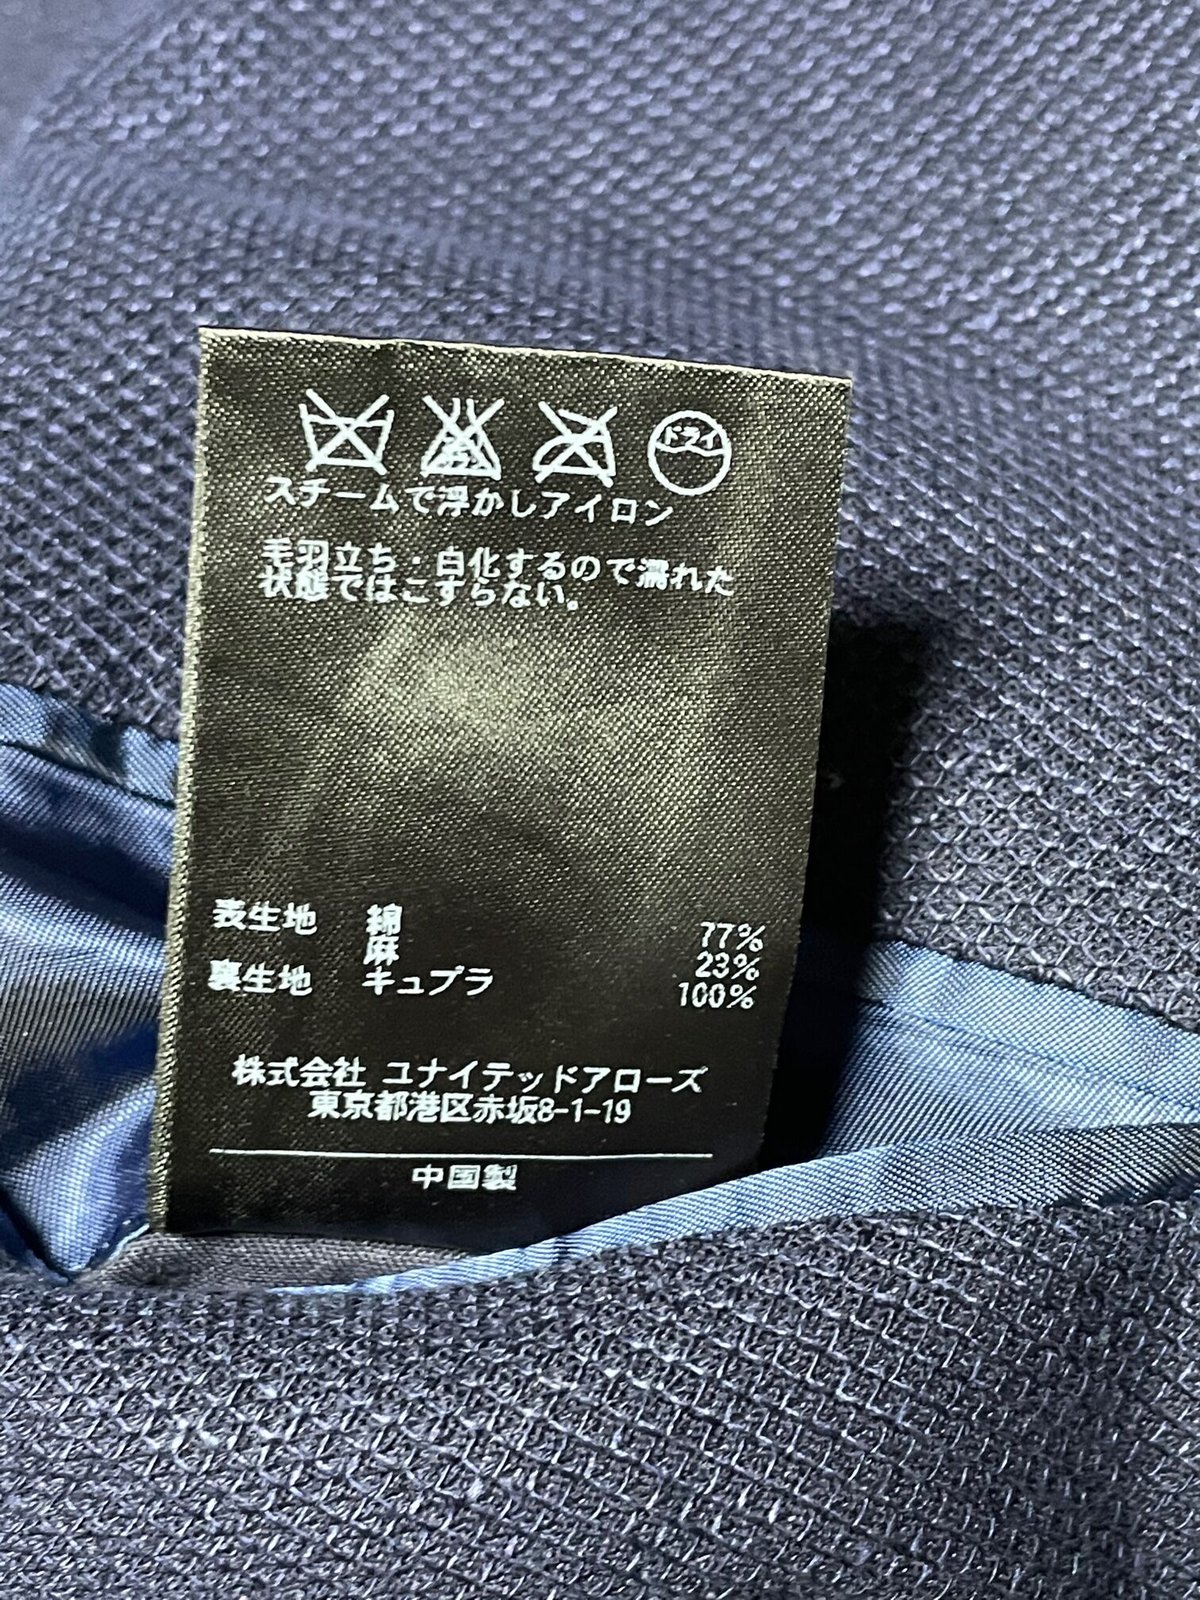 ドライ
スチームで浮かしアイロン
毛羽立ち・白化するので濡れた
状態ではこすらない。
表生地 綿 77%
麻 23%
裏生地 キュプラ 100%
株式会社 ユナイテッドアローズ
東京都港区赤坂8-1-19
中国製